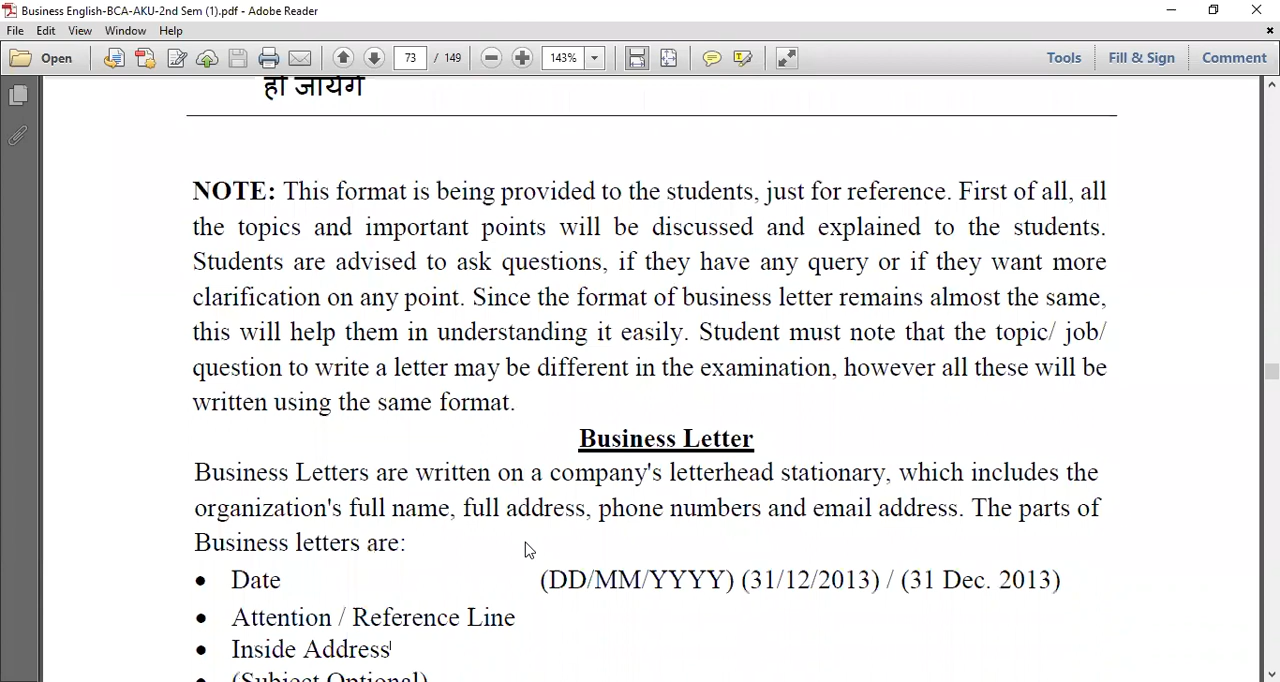 Business English-BCA-AKU-2nd Sem (1).pdf - Adobe Reader
File Edit View Window Help
Open 73 / 149 143% Tools Fill & Sign Comment
हो जायेंगे
NOTE: This format is being provided to the students, just for reference. First of all, all
the topics and important points will be discussed and explained to the students.
Students are advised to ask questions, if they have any query or if they want more
clarification on any point. Since the format of business letter remains almost the same,
this will help them in understanding it easily. Student must note that the topic/ job/
question to write a letter may be different in the examination, however all these will be
written using the same format.
Business Letter
Business Letters are written on a company's letterhead stationary, which includes the
organization's full name, full address, phone numbers and email address. The parts of
Business letters are:
• Date (DD/MM/YYYY) (31/12/2013) / (31 Dec. 2013)
• Attention / Reference Line
• Inside Address
• (Subject Optional)